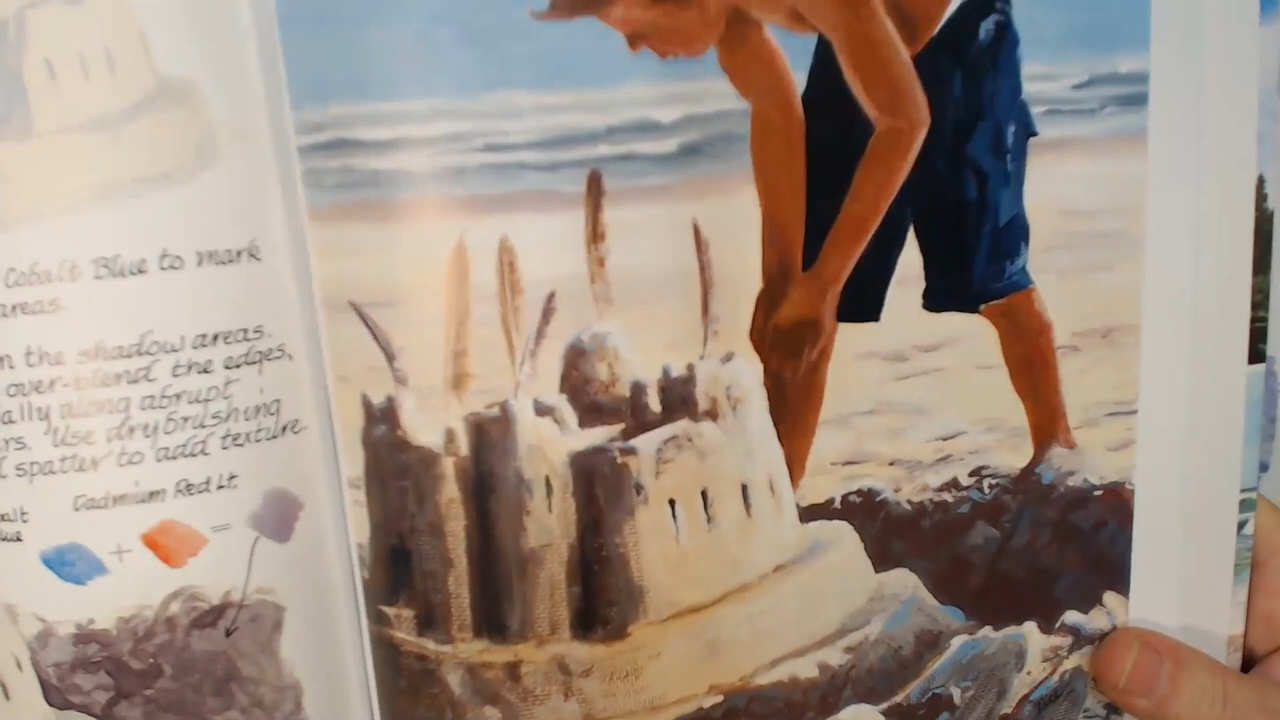 Cobalt Blue to mark
areas.
n the shadow areas.
over-blend the edges,
ally along abrupt
rs. Use drybrushing
d spatter to add texture.
Cadmium Red Lt.
alt
lue
+ =